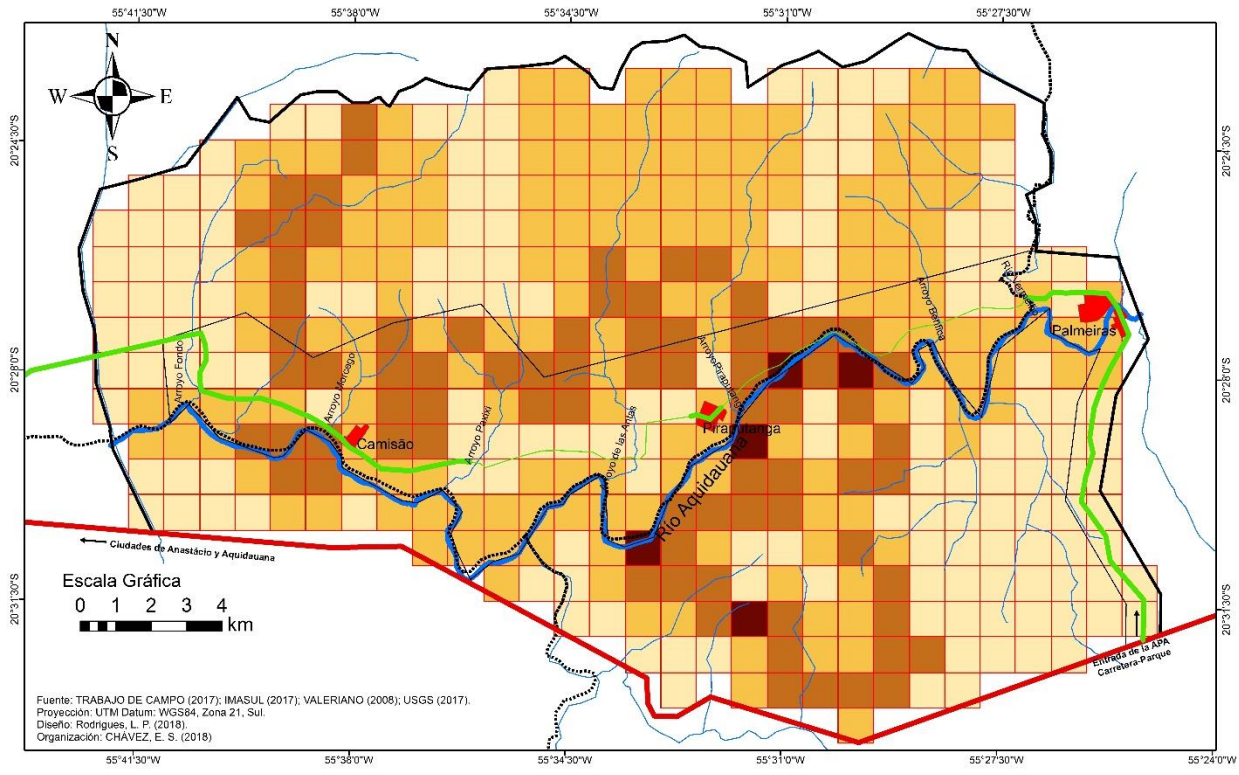 55°41'30"W 55°38'0"W 55°34'30"W 55°31'0"W 55°27'30"W
N
W E
S
20°24'30"S 20°24'30"S
Río Vermelho
Arroyo Benfica
Palmeiras
20°28'0"S 20°28'0"S
Arroyo Fondo
Arroyo Morcego
Arroyo Piraputanga
Camisão
Piraputanga
Arroyo Paxixi
Arroyo de las Antas
Río Aquidauana
Ciudades de Anastácio y Aquidauana
Escala Gráfica
0 1 2 3 4
km
20°31'30"S 20°31'30"S
Entrada de la APA
Carretera-Parque
Fuente: TRABAJO DE CAMPO (2017); IMASUL (2017); VALERIANO (2008); USGS (2017).
Proyección: UTM Datum: WGS84, Zona 21, Sul.
Diseño: Rodrigues, L. P. (2018).
Organización: CHÁVEZ, E. S. (2018)
55°41'30"W 55°38'0"W 55°34'30"W 55°31'0"W 55°27'30"W 55°24'0"W